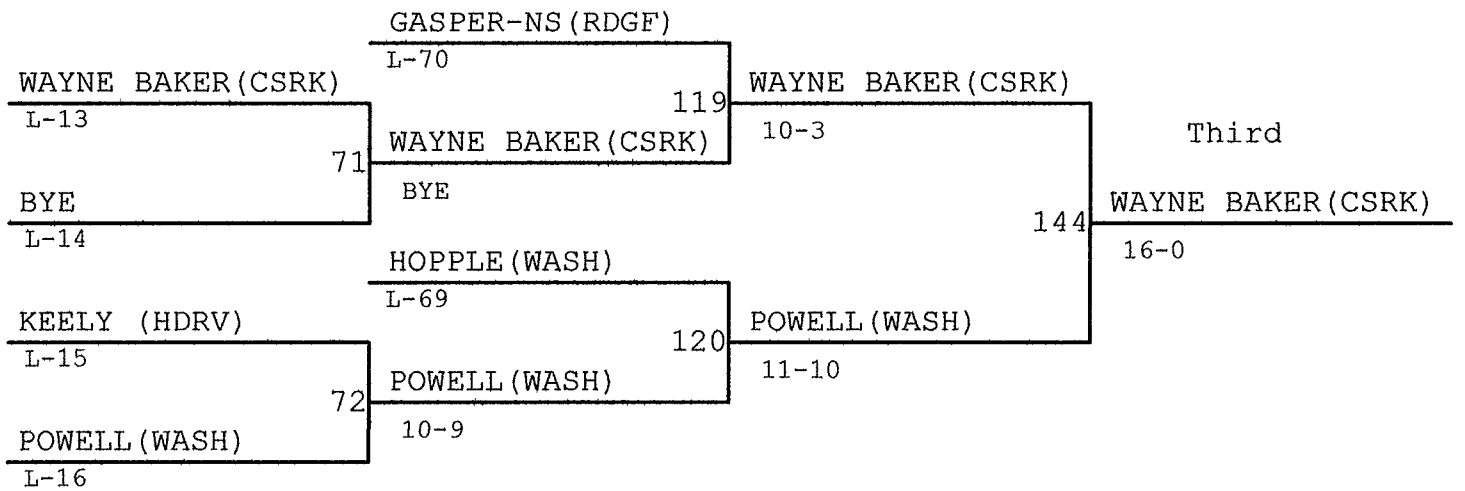 GASPER-NS(RDGF)
L-70
WAYNE BAKER(CSRK)
L-13
119
WAYNE BAKER(CSRK)
10-3
Third
71
WAYNE BAKER(CSRK)
BYE
BYE
L-14
144
WAYNE BAKER(CSRK)
16-0
HOPPLE(WASH)
L-69
KEELY (HDRV)
L-15
120
POWELL(WASH)
11-10
72
POWELL(WASH)
10-9
POWELL(WASH)
L-16